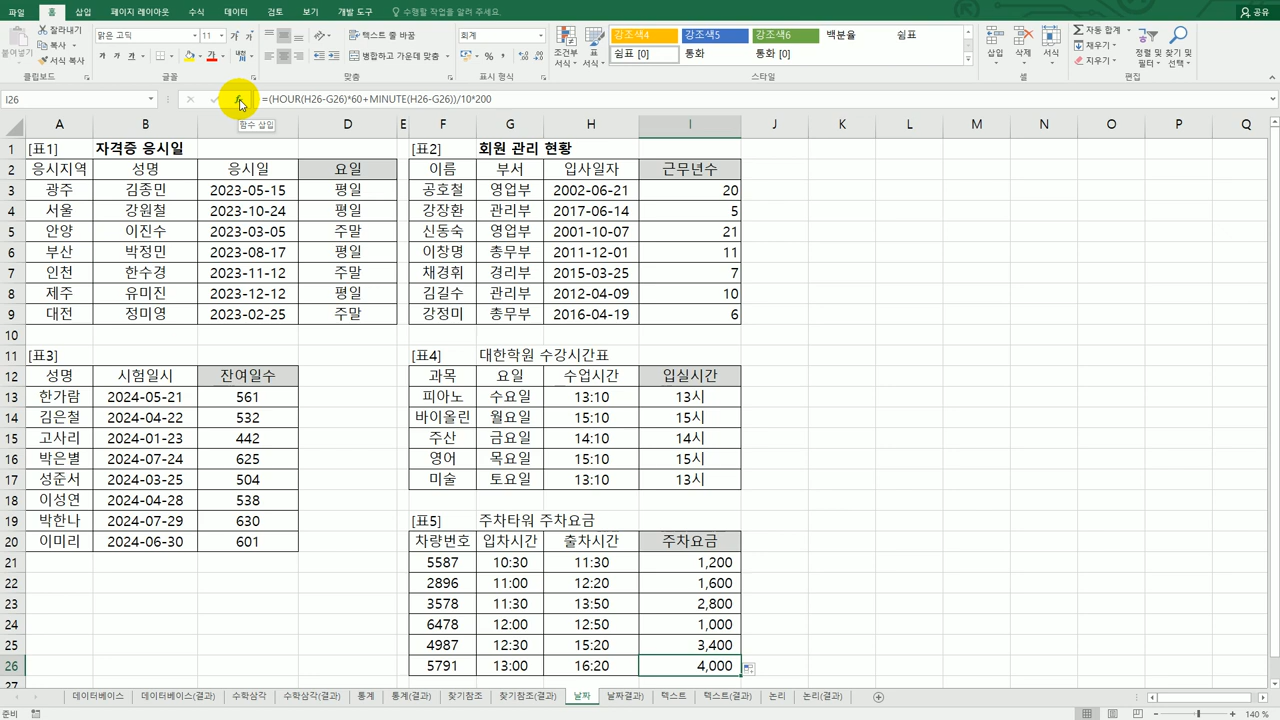 파일 홈 삽입 페이지 레이아웃 수식 데이터 검토 보기 개발 도구 수행할 작업을 알려 주세요. 공유
붙여넣기 잘라내기 맑은 고딕 11 텍스트 줄 바꿈 회계 조건부 서식 표 서식 강조색4 강조색5 강조색6 백분율 쉼표 삽입 삭제 서식 자동 합계 정렬 및 필터 찾기 및 선택
복사 가 가 가 병합하고 가운데 맞춤 쉼표 [0] 통화 통화 [0] 채우기
서식 복사 지우기
클립보드 글꼴 맞춤 표시 형식 스타일 셀 편집
I26 =(HOUR(H26-G26)*60+MINUTE(H26-G26))/10*200
함수 삽입
A B D E F G H I J K L M N O P Q
1 [표1] 자격증 응시일 [표2] 회원 관리 현황
2 응시지역 성명 응시일 요일 이름 부서 입사일자 근무년수
3 광주 김종민 2023-05-15 평일 공호철 영업부 2002-06-21 20
4 서울 강원철 2023-10-24 평일 강장환 관리부 2017-06-14 5
5 안양 이진수 2023-03-05 주말 신동숙 영업부 2001-10-07 21
6 부산 박정민 2023-08-17 평일 이창명 총무부 2011-12-01 11
7 인천 한수경 2023-11-12 주말 채경휘 경리부 2015-03-25 7
8 제주 유미진 2023-12-12 평일 김길수 관리부 2012-04-09 10
9 대전 정미영 2023-02-25 주말 강정미 총무부 2016-04-19 6
10
11 [표3] [표4] 대한학원 수강시간표
12 성명 시험일시 잔여일수 과목 요일 수업시간 입실시간
13 한가람 2024-05-21 561 피아노 수요일 13:10 13시
14 김은철 2024-04-22 532 바이올린 월요일 15:10 15시
15 고사리 2024-01-23 442 주산 금요일 14:10 14시
16 박은별 2024-07-24 625 영어 목요일 15:10 15시
17 성준서 2024-03-25 504 미술 토요일 13:10 13시
18 이성연 2024-04-28 538
19 박한나 2024-07-29 630 [표5] 주차타워 주차요금
20 이미리 2024-06-30 601 차량번호 입차시간 출차시간 주차요금
21 5587 10:30 11:30 1,200
22 2896 11:00 12:20 1,600
23 3578 11:30 13:50 2,800
24 6478 12:00 12:50 1,000
25 4987 12:30 15:20 3,400
26 5791 13:00 16:20 4,000
27
데이터베이스 데이터베이스(결과) 수학삼각 수학삼각(결과) 통계 통계(결과) 찾기참조 찾기참조(결과) 날짜 날짜(결과) 텍스트 텍스트(결과) 논리 논리(결과)
준비 140 %